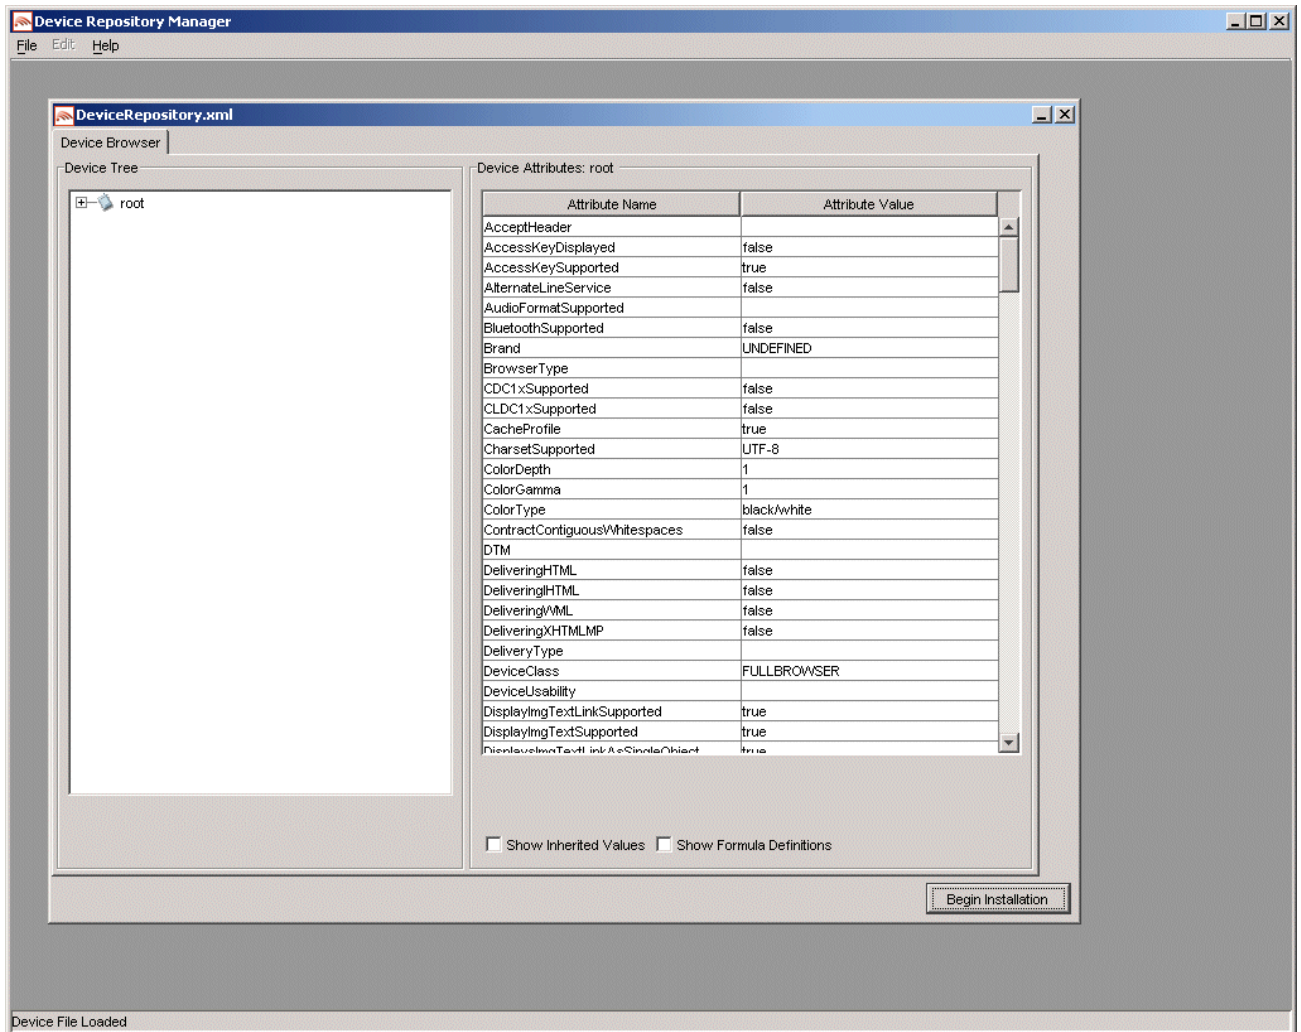 Device Repository Manager
File Edit Help
DeviceRepository.xml
Device Browser
Device Tree
Device Attributes: root
root
Attribute Name Attribute Value
AcceptHeader
AccessKeyDisplayed false
AccessKeySupported true
AlternateLineService false
AudioFormatSupported
BluetoothSupported false
Brand UNDEFINED
BrowserType
CDC1xSupported false
CLDC1xSupported false
CacheProfile true
CharsetSupported UTF-8
ColorDepth 1
ColorGamma 1
ColorType black/white
ContractContiguousWhitespaces false
DTM
DeliveringHTML false
DeliveringIHTML false
DeliveringWML false
DeliveringXHTMLMP false
DeliveryType
DeviceClass FULLBROWSER
DeviceUsability
DisplayImgTextLinkSupported true
DisplayImgTextSupported true
DisplaysImgTextLinkAsSingleObject true
Show Inherited Values Show Formula Definitions
Begin Installation
Device File Loaded